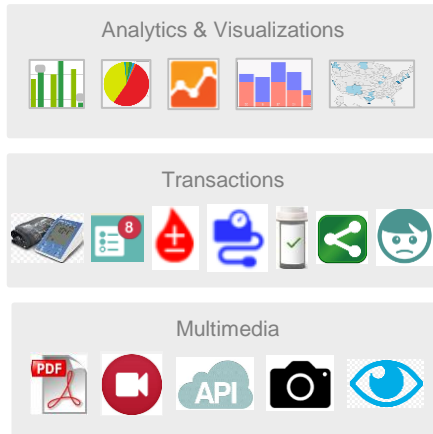 Analytics & Visualizations
Transactions
8
Multimedia
PDF
API